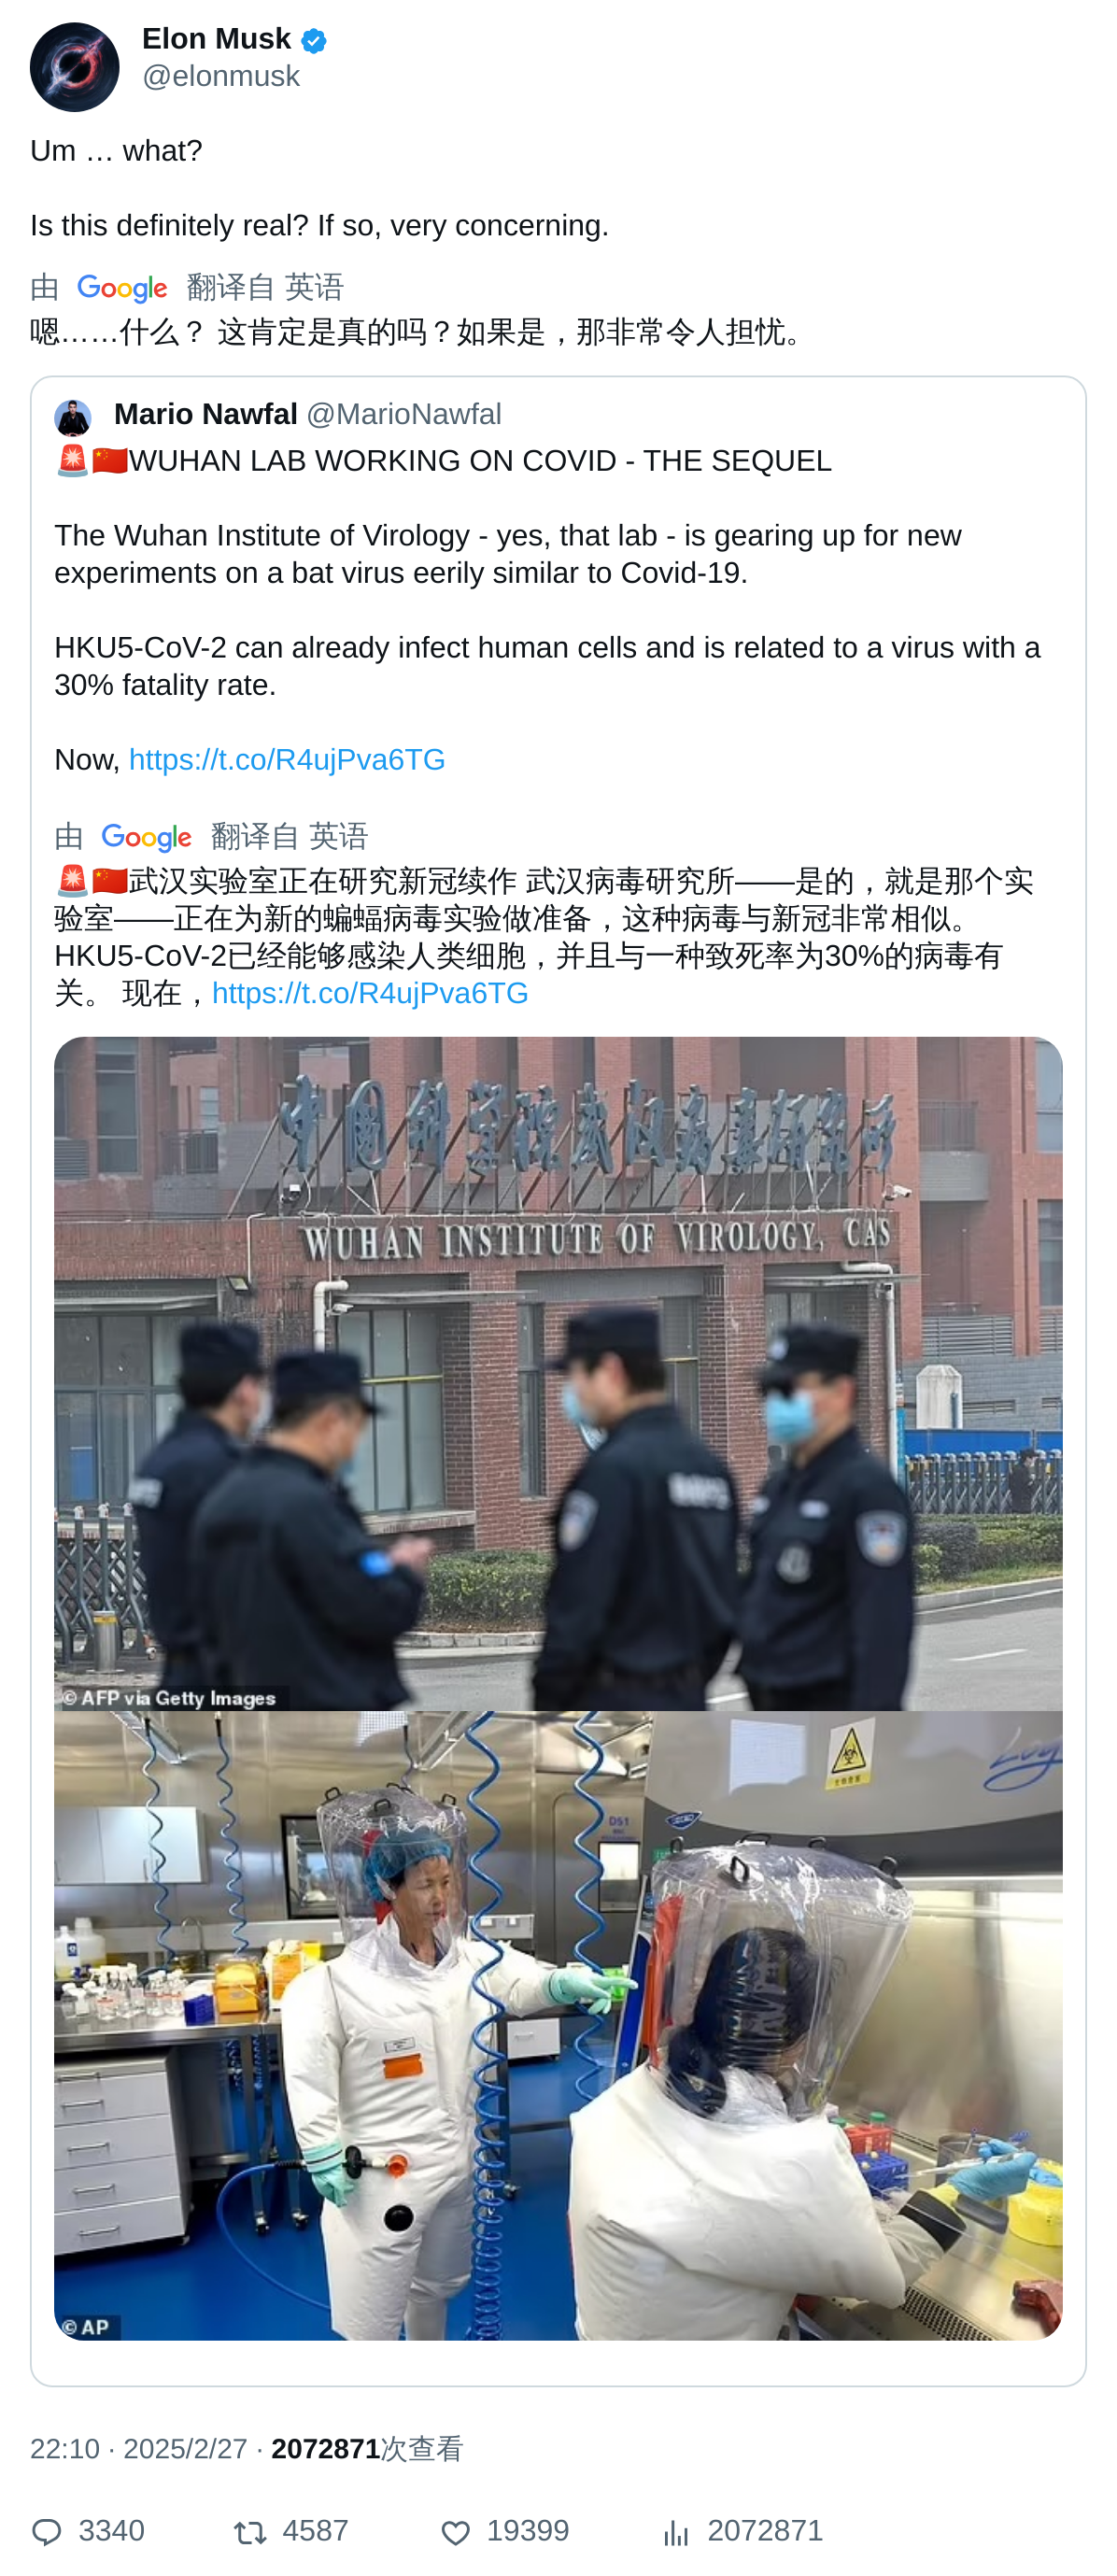 Elon Musk
@elonmusk
Um … what?
Is this definitely real? If so, very concerning.
由 Google 翻译自 英语
嗯……什么？ 这肯定是真的吗？如果是，那非常令人担忧。
Mario Nawfal @MarioNawfal
🚨🇨🇳WUHAN LAB WORKING ON COVID - THE SEQUEL
The Wuhan Institute of Virology - yes, that lab - is gearing up for new
experiments on a bat virus eerily similar to Covid-19.
HKU5-CoV-2 can already infect human cells and is related to a virus with a
30% fatality rate.
Now, https://t.co/R4ujPva6TG
由 Google 翻译自 英语
🚨🇨🇳武汉实验室正在研究新冠续作 武汉病毒研究所——是的，就是那个实
验室——正在为新的蝙蝠病毒实验做准备，这种病毒与新冠非常相似。
HKU5-CoV-2已经能够感染人类细胞，并且与一种致死率为30%的病毒有
关。 现在，https://t.co/R4ujPva6TG
中国科学院武汉病毒研究所
WUHAN INSTITUTE OF VIROLOGY, CAS
© AFP via Getty Images
DS1
© AP
22:10 · 2025/2/27 · 2072871次查看
3340 4587 19399 2072871